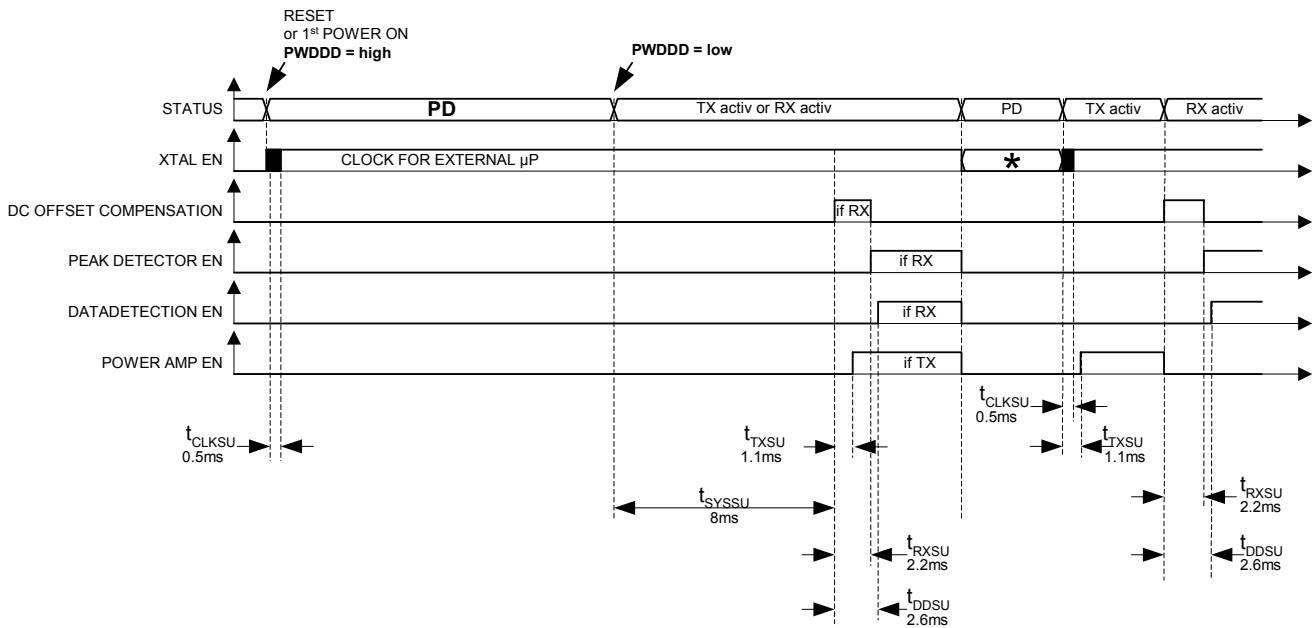 RESET
or 1st POWER ON
PWDDD = high
PWDDD = low
STATUS
PD
TX activ or RX activ
PD
TX activ
RX activ
XTAL EN
CLOCK FOR EXTERNAL µP
*
DC OFFSET COMPENSATION
if RX
PEAK DETECTOR EN
if RX
DATADETECTION EN
if RX
POWER AMP EN
if TX
tCLKSU
0.5ms
tCLKSU
0.5ms
tTXSU
1.1ms
tTXSU
1.1ms
tSYSSU
8ms
tRXSU
2.2ms
tRXSU
2.2ms
tDDSU
2.6ms
tDDSU
2.6ms